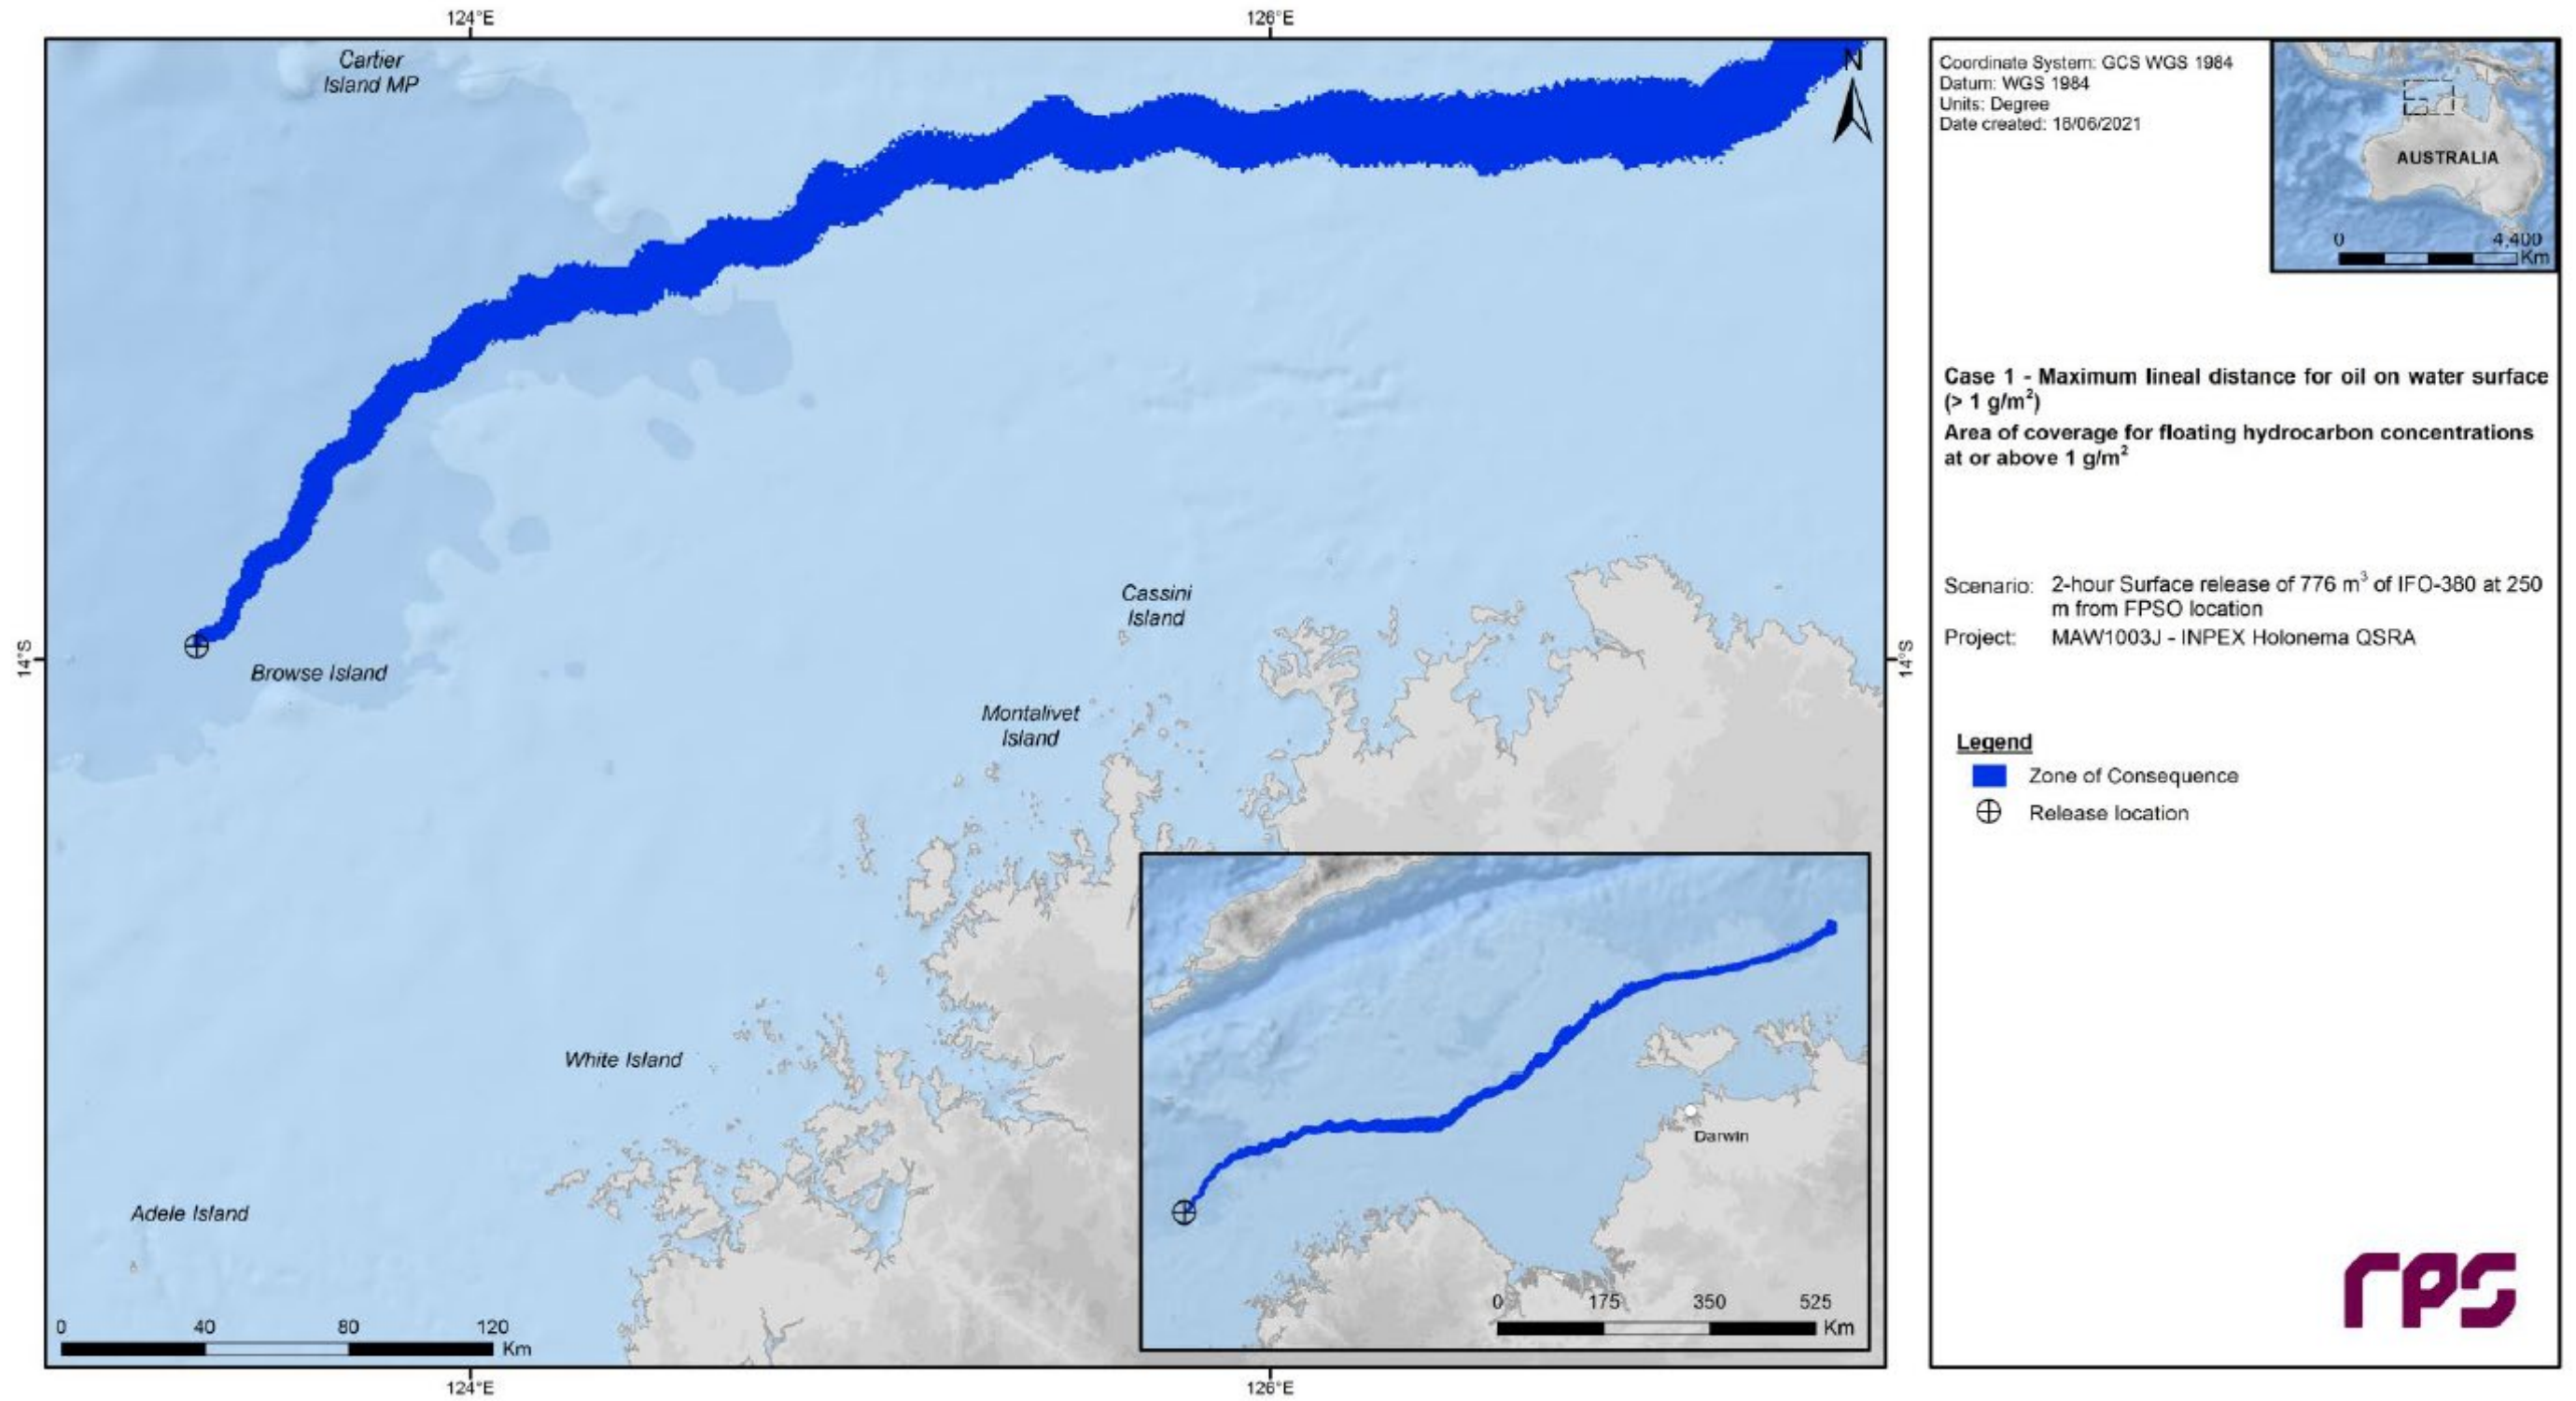 124°E
126°E
Cartier
Island MP
N
14°S
14°S
Browse Island
Cassini
Island
Montalivet
Island
White Island
Adele Island
0 40 80 120
Km
Darwin
0 175 350 525
Km
124°E
126°E
Coordinate System: GCS WGS 1984
Datum: WGS 1984
Units: Degree
Date created: 16/06/2021
AUSTRALIA
0 4,400
Km
Case 1 - Maximum lineal distance for oil on water surface
(> 1 g/m²)
Area of coverage for floating hydrocarbon concentrations
at or above 1 g/m²
Scenario: 2-hour Surface release of 776 m³ of IFO-380 at 250
m from FPSO location
Project: MAW1003J - INPEX Holonema QSRA
Legend
Zone of Consequence
Release location
rps